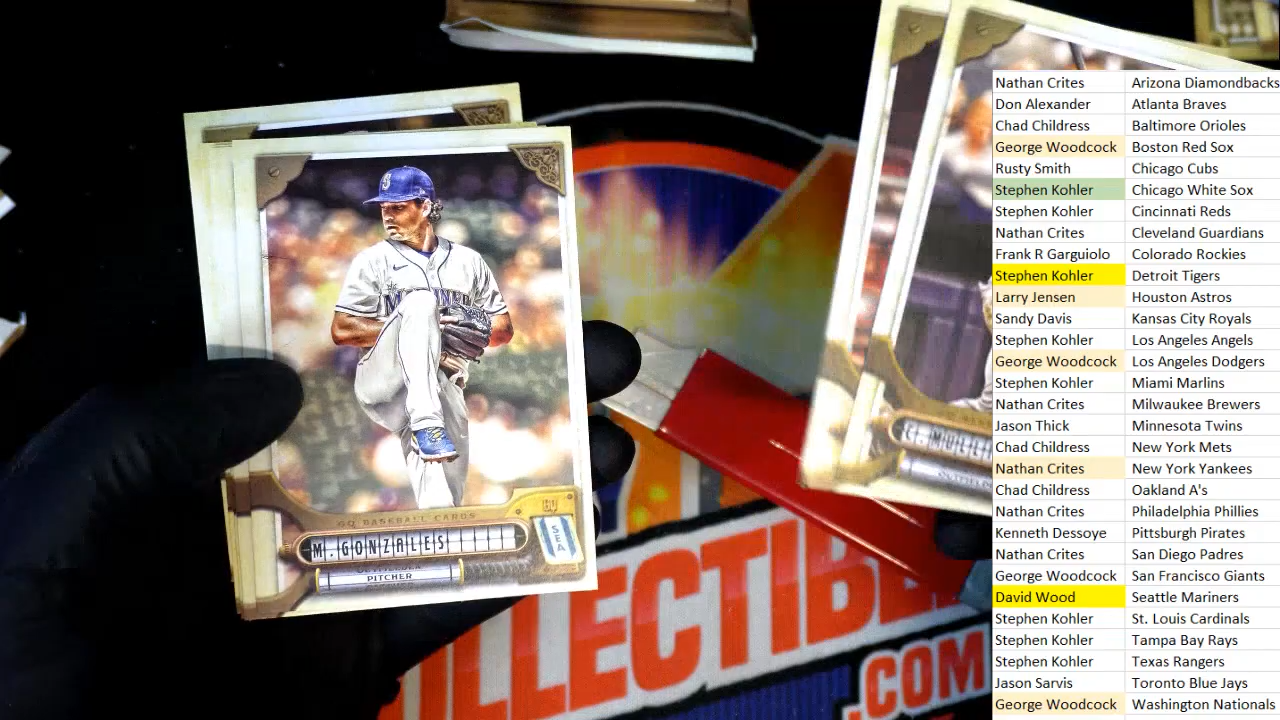 MARINERS
GQ BASEBALL CARDS
M.GONZALES
SEA
PITCHER
C. MULLI
LLECTIBL
.COM
Nathan Crites Arizona Diamondbacks
Don Alexander Atlanta Braves
Chad Childress Baltimore Orioles
George Woodcock Boston Red Sox
Rusty Smith Chicago Cubs
Stephen Kohler Chicago White Sox
Stephen Kohler Cincinnati Reds
Nathan Crites Cleveland Guardians
Frank R Garguiolo Colorado Rockies
Stephen Kohler Detroit Tigers
Larry Jensen Houston Astros
Sandy Davis Kansas City Royals
Stephen Kohler Los Angeles Angels
George Woodcock Los Angeles Dodgers
Stephen Kohler Miami Marlins
Nathan Crites Milwaukee Brewers
Jason Thick Minnesota Twins
Chad Childress New York Mets
Nathan Crites New York Yankees
Chad Childress Oakland A's
Nathan Crites Philadelphia Phillies
Kenneth Dessoye Pittsburgh Pirates
Nathan Crites San Diego Padres
George Woodcock San Francisco Giants
David Wood Seattle Mariners
Stephen Kohler St. Louis Cardinals
Stephen Kohler Tampa Bay Rays
Stephen Kohler Texas Rangers
Jason Sarvis Toronto Blue Jays
George Woodcock Washington Nationals